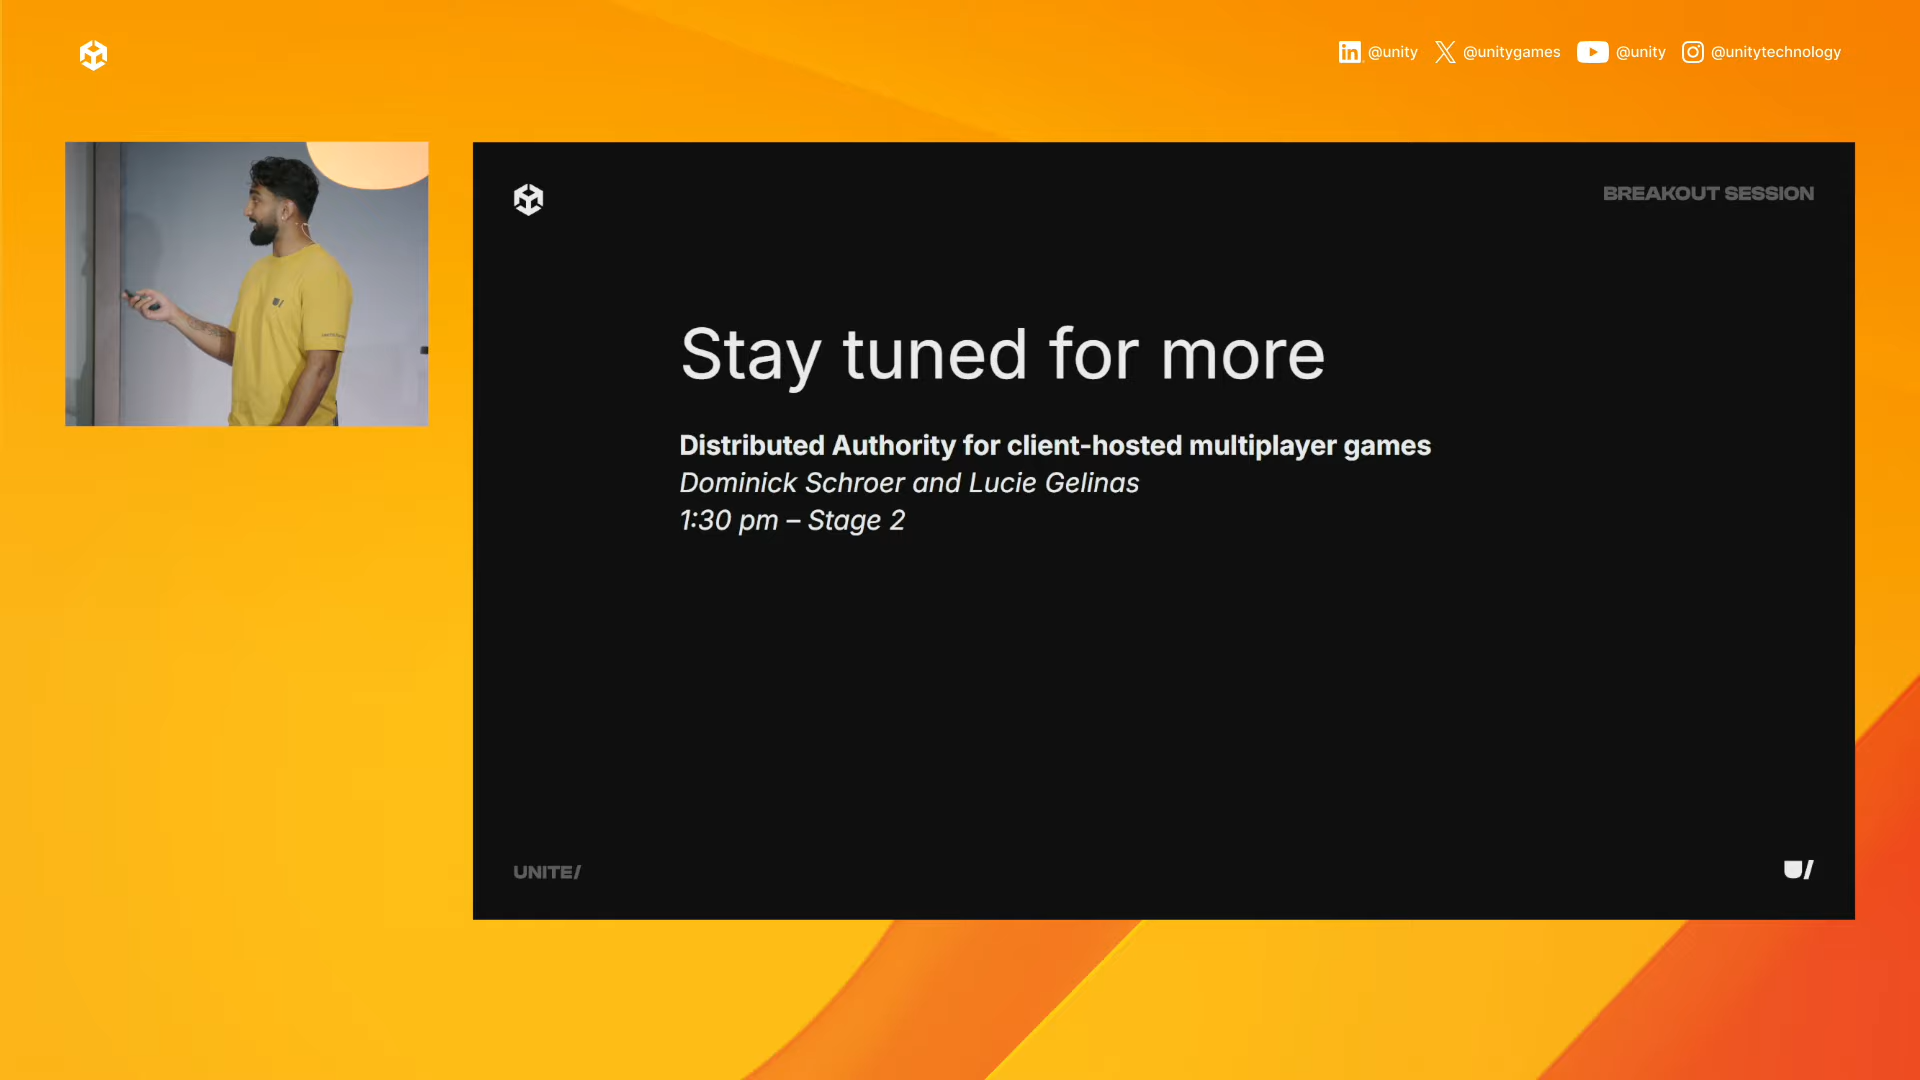 @unity
@unitygames
@unity
@unitytechnology
BREAKOUT SESSION
Stay tuned for more
Distributed Authority for client-hosted multiplayer games
Dominick Schroer and Lucie Gelinas
1:30 pm – Stage 2
UNITE/
U/